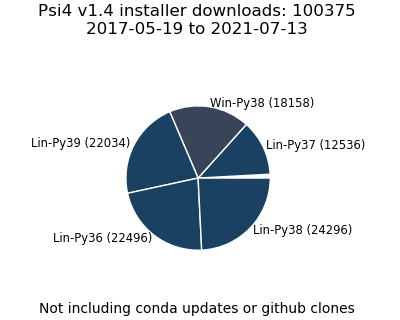 Psi4 v1.4 installer downloads: 100375
2017-05-19 to 2021-07-13
Win-Py38 (18158)
Lin-Py39 (22034)
Lin-Py37 (12536)
Lin-Py36 (22496)
Lin-Py38 (24296)
Not including conda updates or github clones